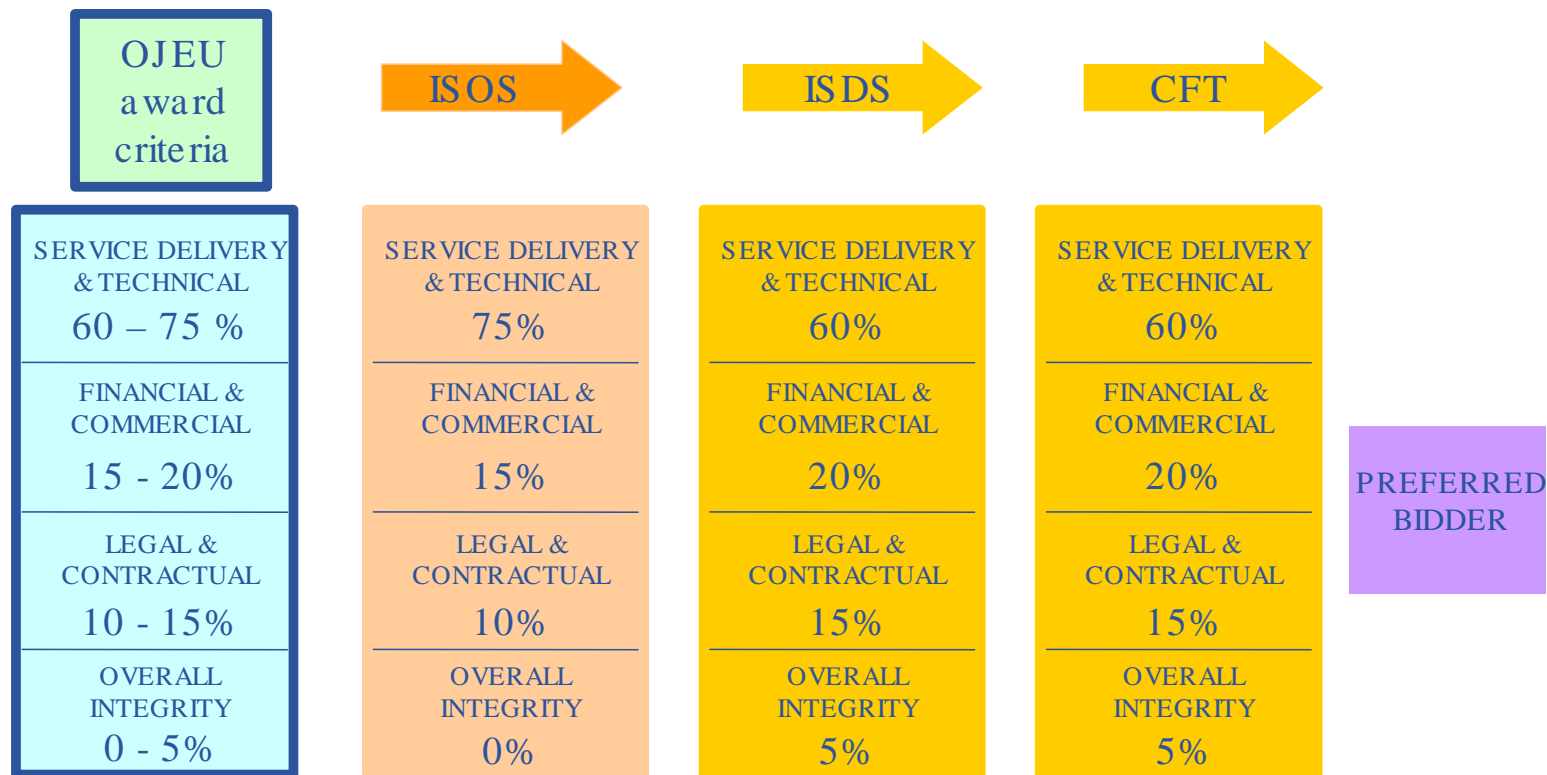 OJEU
award
criteria
ISOS
ISDS
CFT
SERVICE DELIVERY
& TECHNICAL
60 – 75 %
FINANCIAL &
COMMERCIAL
15 - 20%
LEGAL &
CONTRACTUAL
10 - 15%
OVERALL
INTEGRITY
0 - 5%
SERVICE DELIVERY
& TECHNICAL
75%
FINANCIAL &
COMMERCIAL
15%
LEGAL &
CONTRACTUAL
10%
OVERALL
INTEGRITY
0%
SERVICE DELIVERY
& TECHNICAL
60%
FINANCIAL &
COMMERCIAL
20%
LEGAL &
CONTRACTUAL
15%
OVERALL
INTEGRITY
5%
SERVICE DELIVERY
& TECHNICAL
60%
FINANCIAL &
COMMERCIAL
20%
LEGAL &
CONTRACTUAL
15%
OVERALL
INTEGRITY
5%
PREFERRED
BIDDER